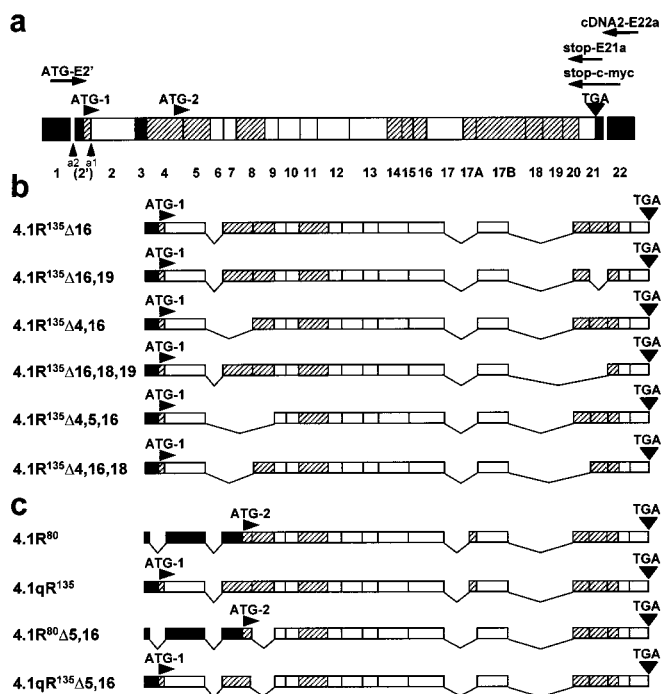 a
cDNA2-E22a
stop-E21a
stop-c-myc
ATG-E2'
ATG-1
ATG-2
TGA
a2 a1
(2')
1 2 3 4 5 6 7 8 9 10 11 12 13 14 15 16 17 17A 17B 18 19 20 21 22
b
ATG-1 TGA
4.1R¹³⁵Δ16
ATG-1 TGA
4.1R¹³⁵Δ16,19
ATG-1 TGA
4.1R¹³⁵Δ4,16
ATG-1 TGA
4.1R¹³⁵Δ16,18,19
ATG-1 TGA
4.1R¹³⁵Δ4,5,16
ATG-1 TGA
4.1R¹³⁵Δ4,16,18
c
ATG-2 TGA
4.1R⁸⁰
ATG-1 TGA
4.1qR¹³⁵
ATG-2 TGA
4.1R⁸⁰Δ5,16
ATG-1 TGA
4.1qR¹³⁵Δ5,16